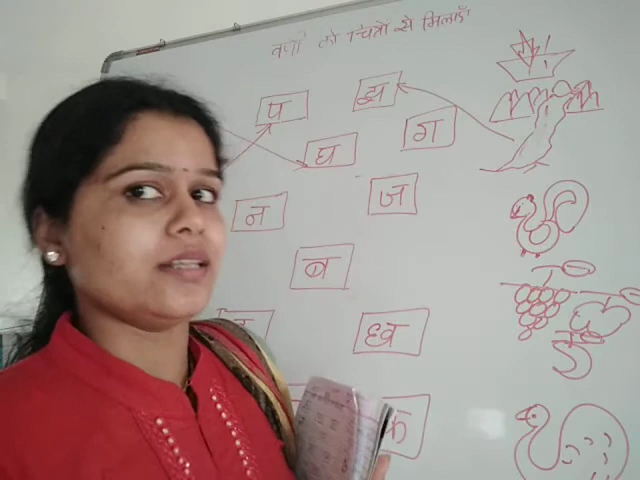 वर्णों को चित्रों से मिलाएँ
प
झ
घ
ग
न
ज
ब
ध्व
क